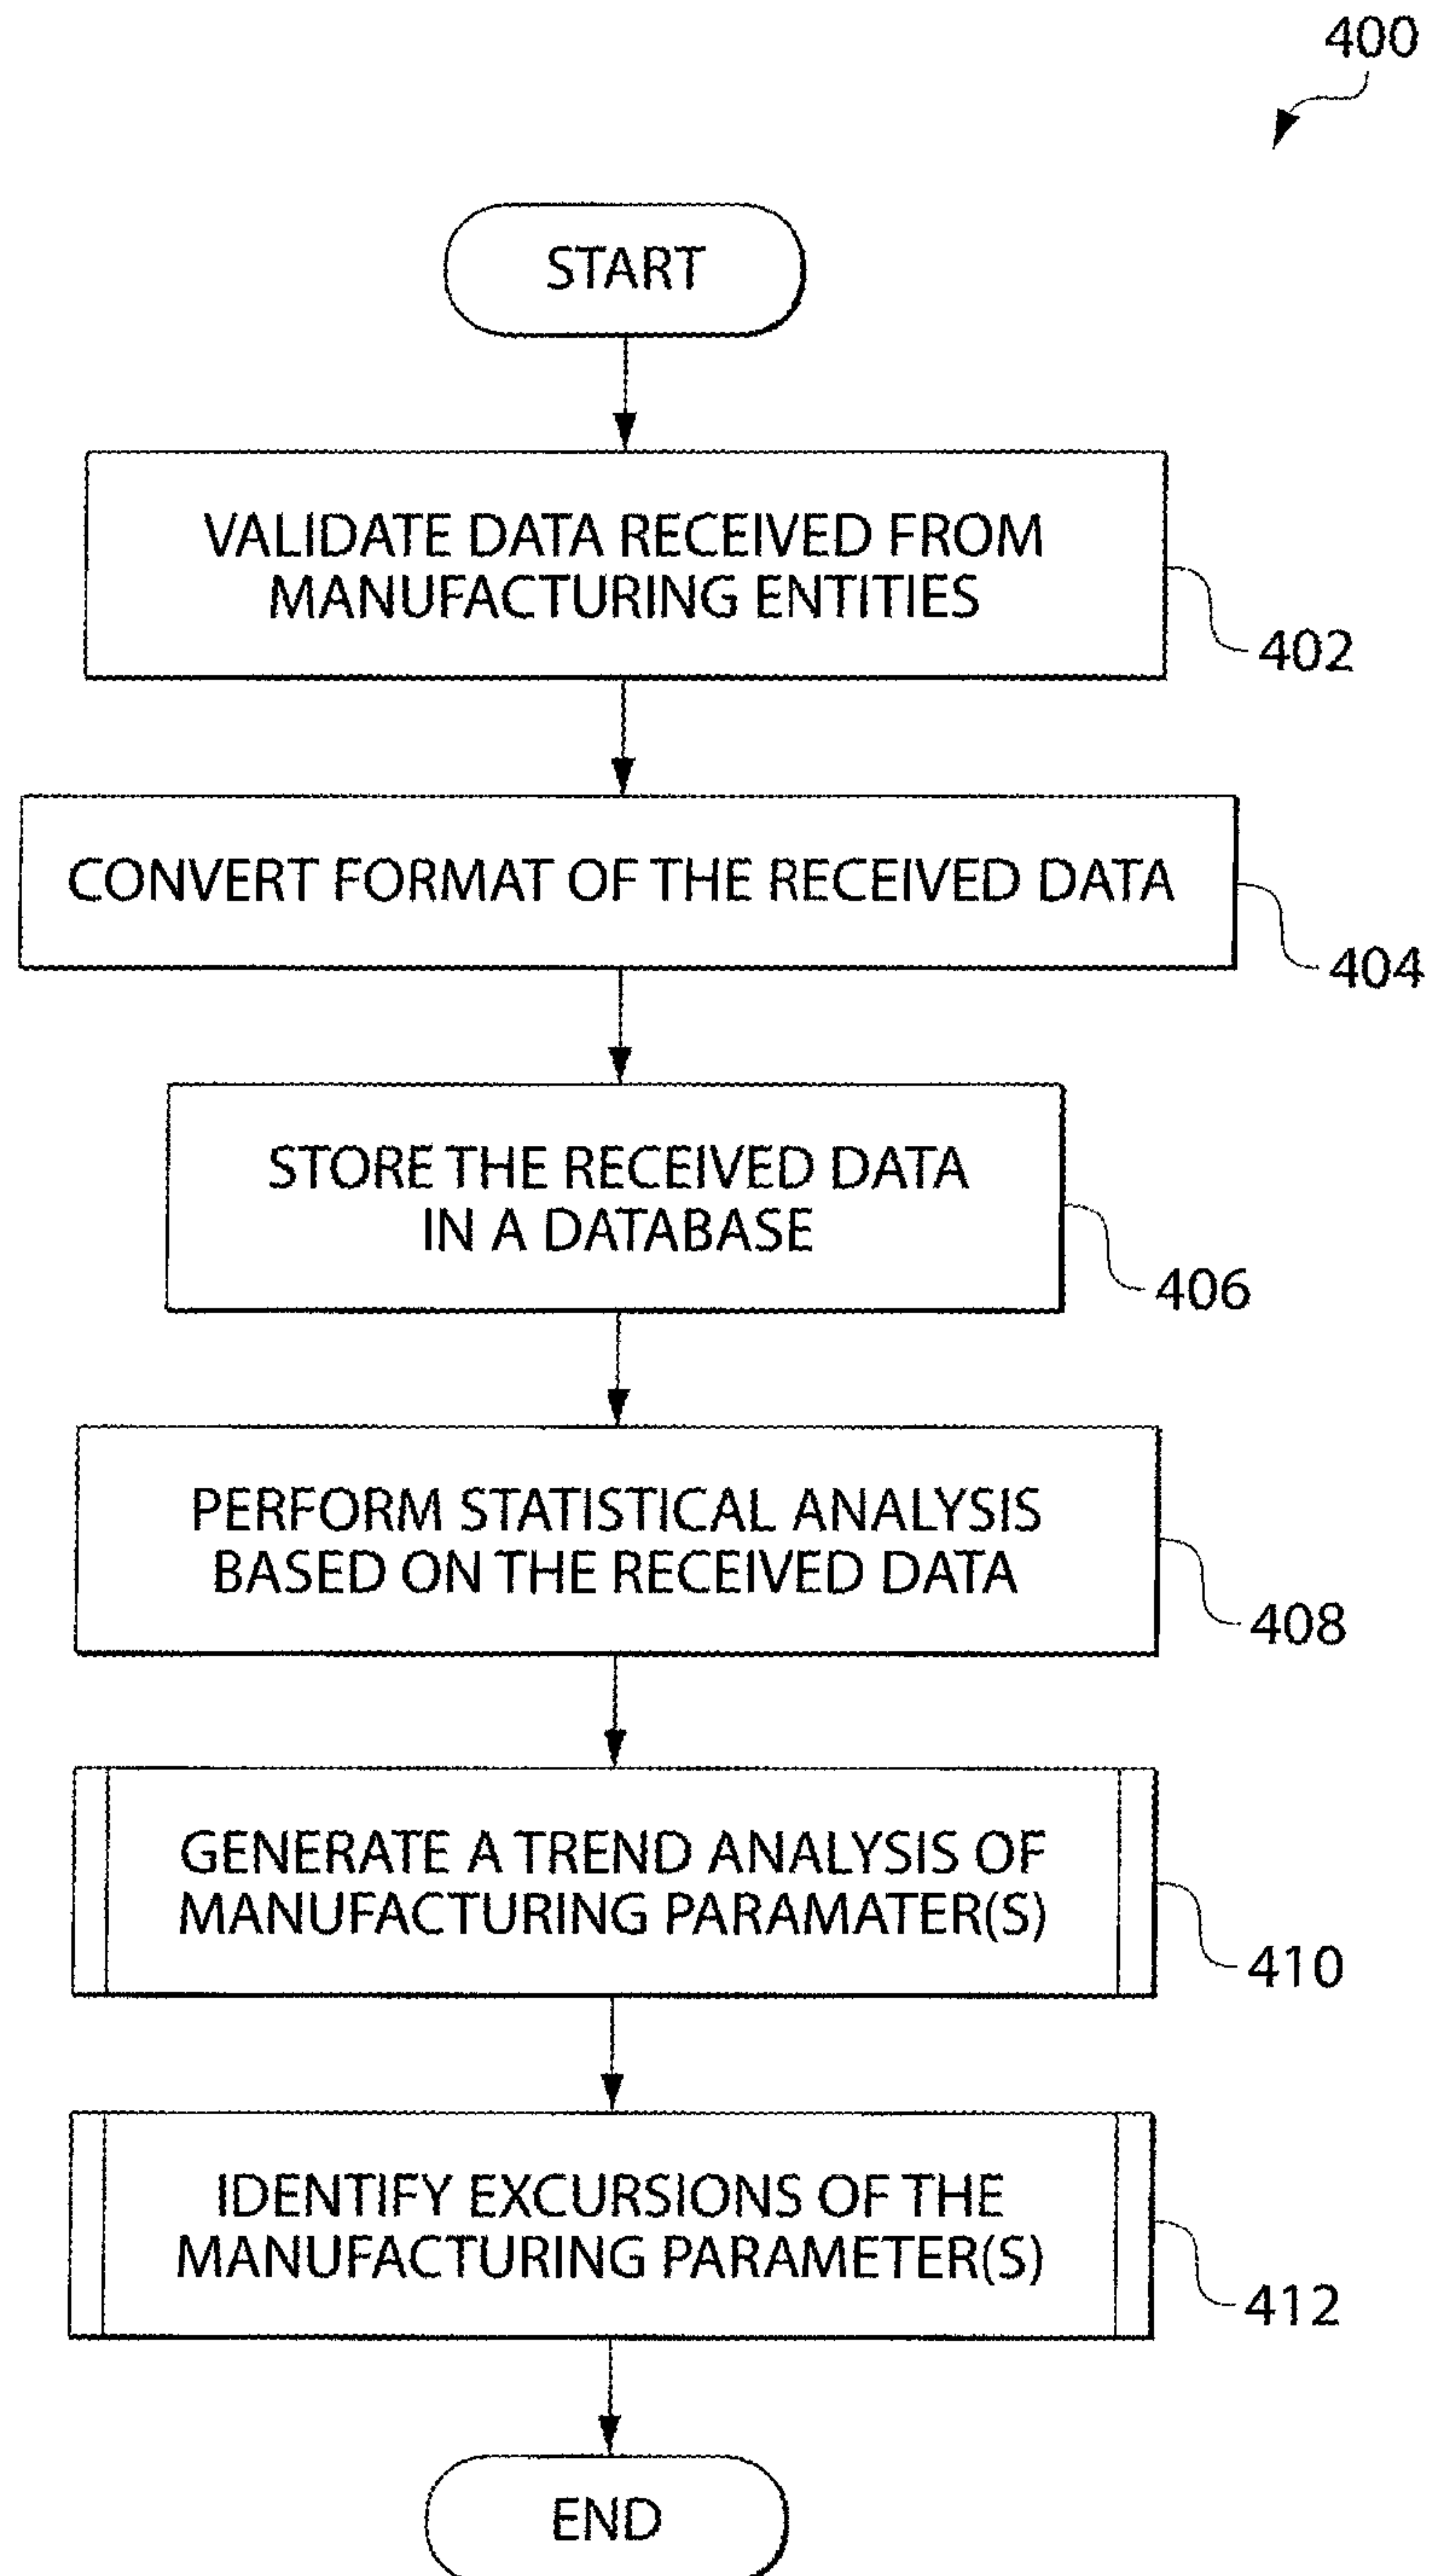 400
START
VALIDATE DATA RECEIVED FROM
MANUFACTURING ENTITIES
402
CONVERT FORMAT OF THE RECEIVED DATA
404
STORE THE RECEIVED DATA
IN A DATABASE
406
PERFORM STATISTICAL ANALYSIS
BASED ON THE RECEIVED DATA
408
GENERATE A TREND ANALYSIS OF
MANUFACTURING PARAMATER(S)
410
IDENTIFY EXCURSIONS OF THE
MANUFACTURING PARAMETER(S)
412
END